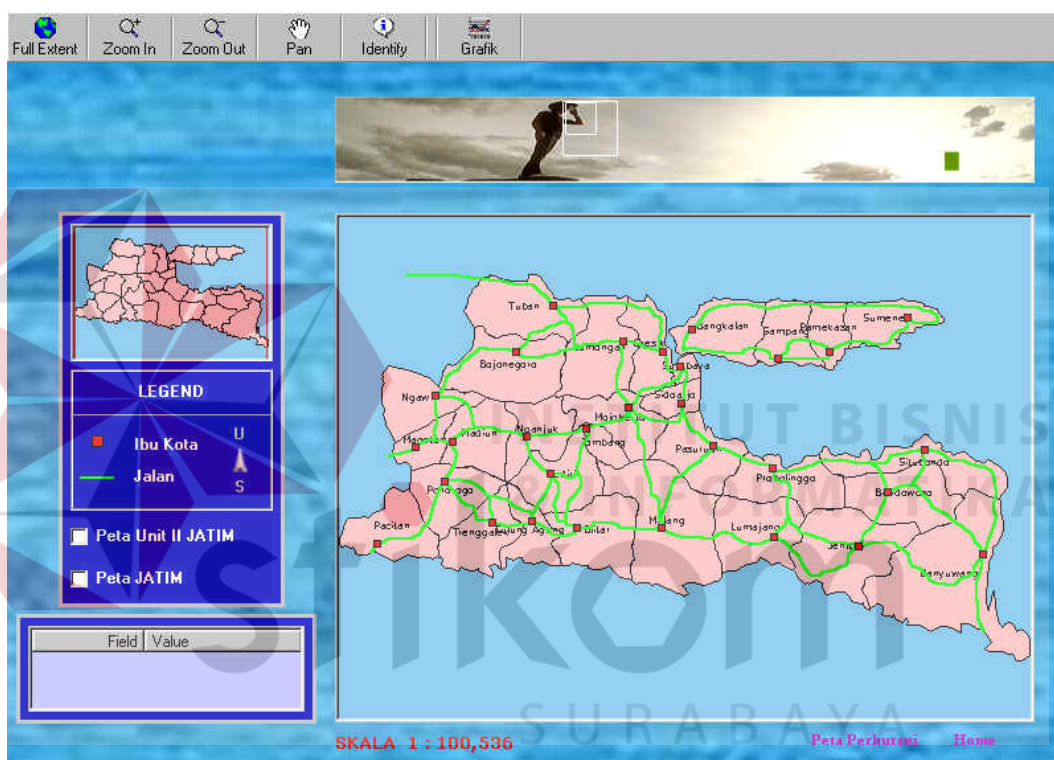 Full Extent Zoom In Zoom Out Pan Identify Grafik
Tuban
Sumenep
Bangkalan
Sampang
Pamekasan
Lamongan
Gresik
Bojonegoro
Surabaya
LEGEND
Ngawi
Sidoarjo
Ibu Kota
U
Mojokerto
Nganjuk
Madiun
Jombang
Magetan
Pasuruan
Situbondo
Jalan
S
Probolinggo
Bondowoso
Ponorogo
Pacitan
Trenggalek
Tulung Agung
Blitar
Malang
Lumajang
Jember
Peta Unit II JATIM
Banyuwangi
Peta JATIM
Field Value
INSTITUT BISNIS
& INFORMATIKA
stikom
SURABAYA
SKALA 1 : 100,536
Peta Perhutani Home